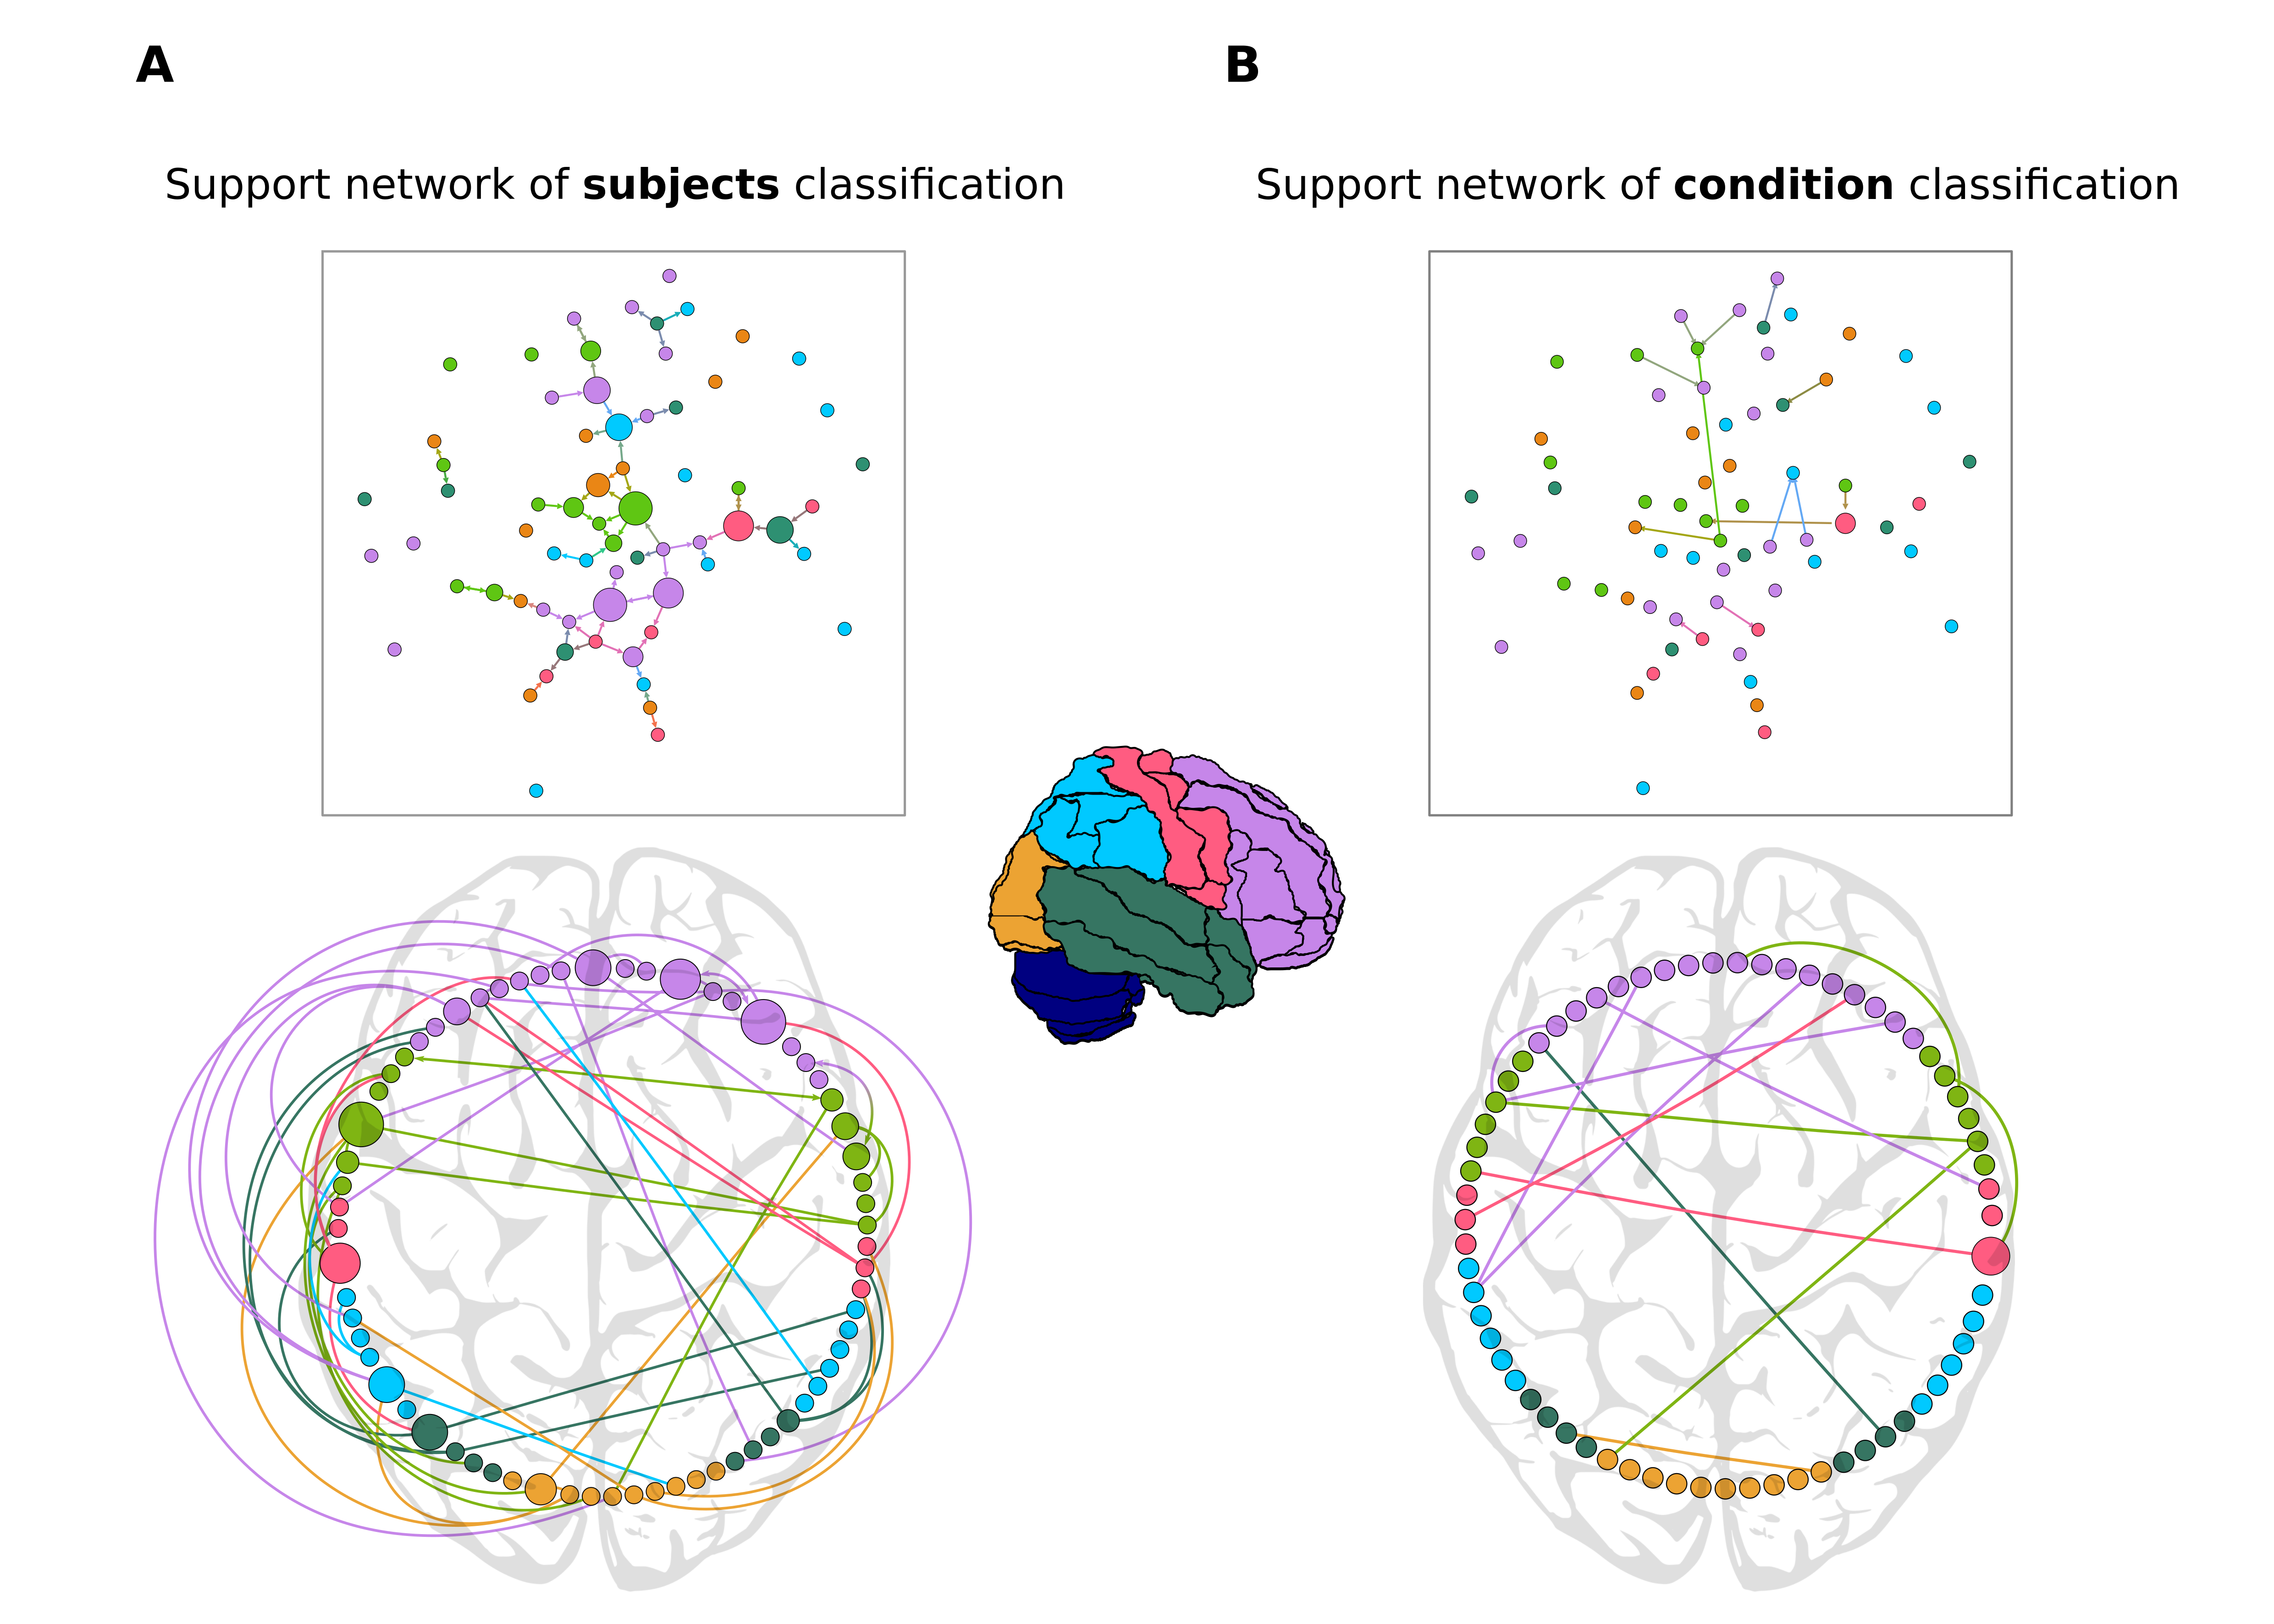 A
B
Support network of subjects classification
Support network of condition classification